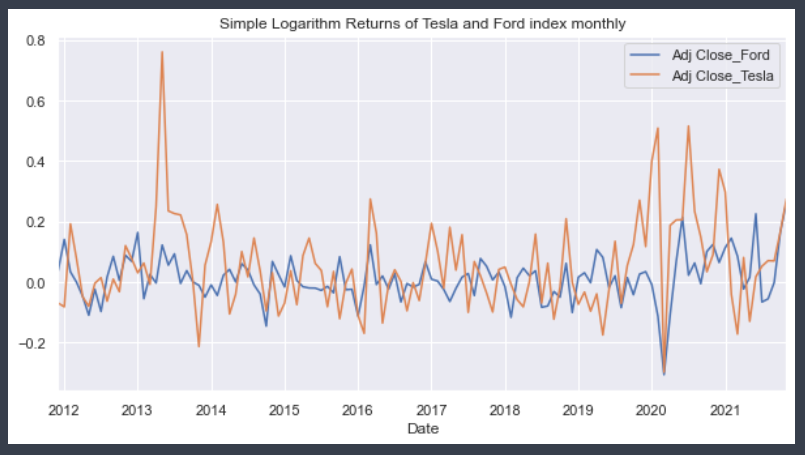 Simple Logarithm Returns of Tesla and Ford index monthly
Adj Close_Ford
Adj Close_Tesla
0.8
0.6
0.4
0.2
0.0
−0.2
2012 2013 2014 2015 2016 2017 2018 2019 2020 2021
Date